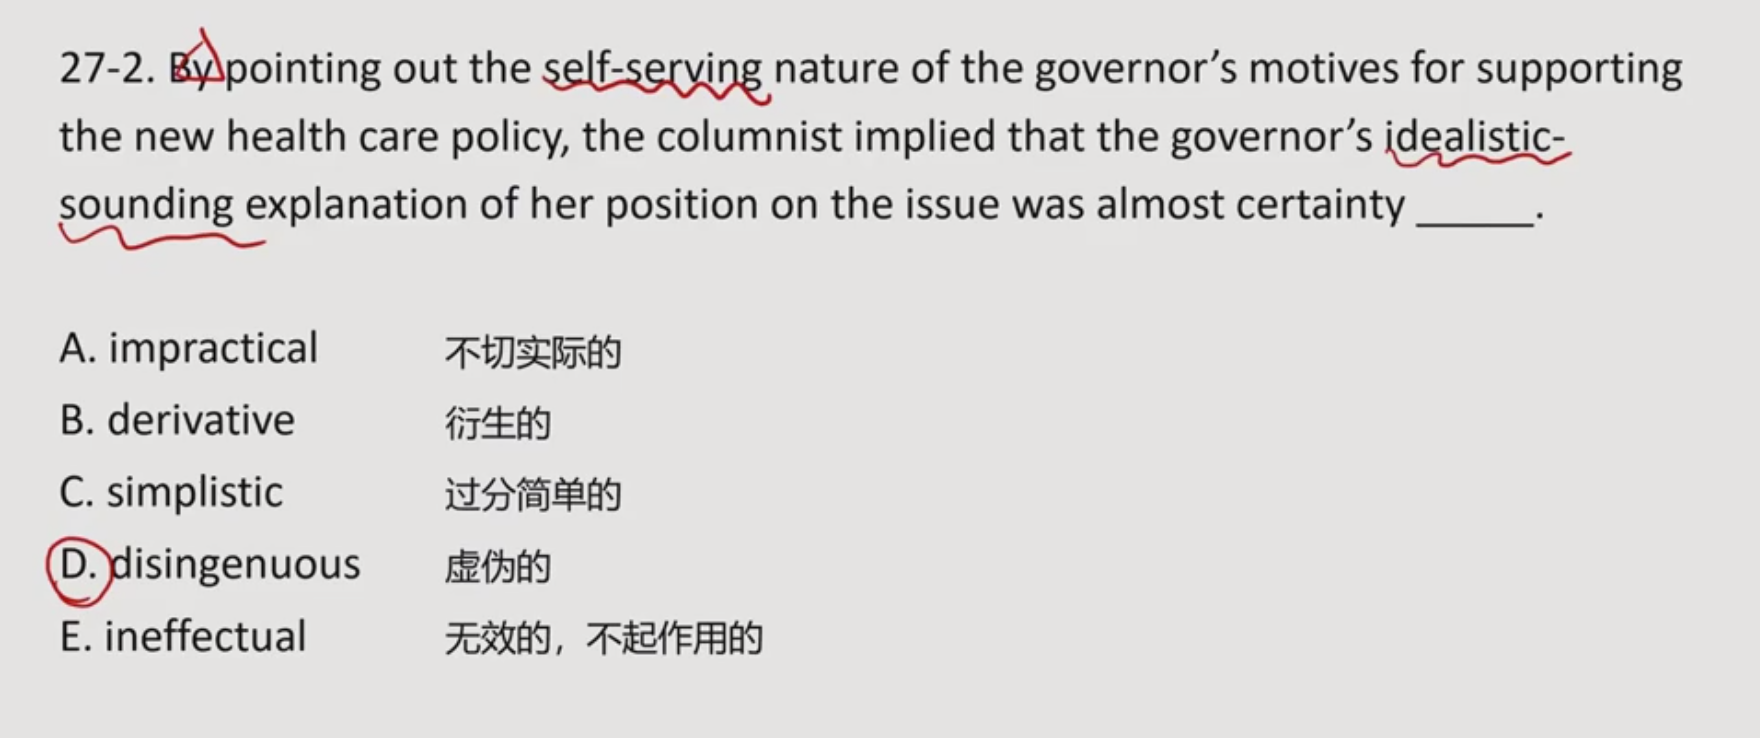 27-2. By pointing out the self-serving nature of the governor's motives for supporting
the new health care policy, the columnist implied that the governor's idealistic-
sounding explanation of her position on the issue was almost certainty ______.
A. impractical 不切实际的
B. derivative 衍生的
C. simplistic 过分简单的
D. disingenuous 虚伪的
E. ineffectual 无效的，不起作用的